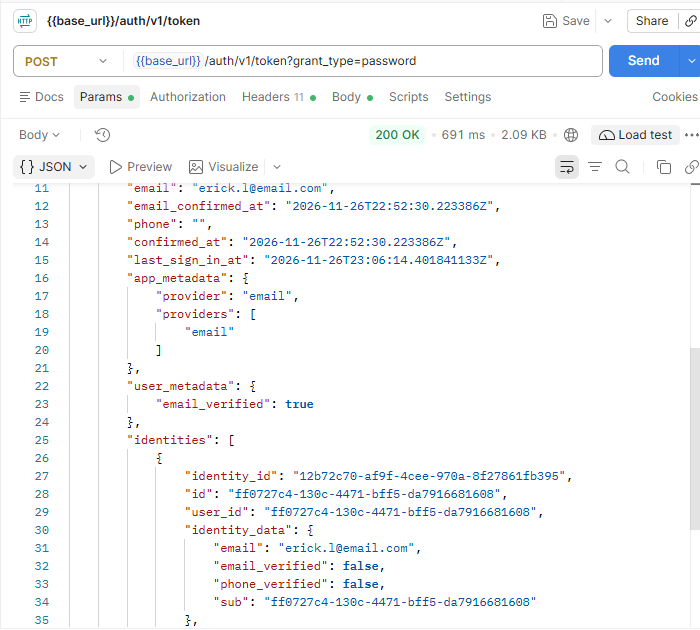 HTTP {{base_url}}/auth/v1/token Save Share
POST {{base_url}} /auth/v1/token?grant_type=password Send
Docs Params Authorization Headers 11 Body Scripts Settings Cookies
Body 200 OK 691 ms 2.09 KB Load test
{} JSON Preview Visualize
11 "email": "erick.l@email.com",
12 "email_confirmed_at": "2026-11-26T22:52:30.223386Z",
13 "phone": "",
14 "confirmed_at": "2026-11-26T22:52:30.223386Z",
15 "last_sign_in_at": "2026-11-26T23:06:14.401841133Z",
16 "app_metadata": {
17 "provider": "email",
18 "providers": [
19 "email"
20 ]
21 },
22 "user_metadata": {
23 "email_verified": true
24 },
25 "identities": [
26 {
27 "identity_id": "12b72c70-af9f-4cee-970a-8f27861fb395",
28 "id": "ff0727c4-130c-4471-bff5-da7916681608",
29 "user_id": "ff0727c4-130c-4471-bff5-da7916681608",
30 "identity_data": {
31 "email": "erick.l@email.com",
32 "email_verified": false,
33 "phone_verified": false,
34 "sub": "ff0727c4-130c-4471-bff5-da7916681608"
35 },